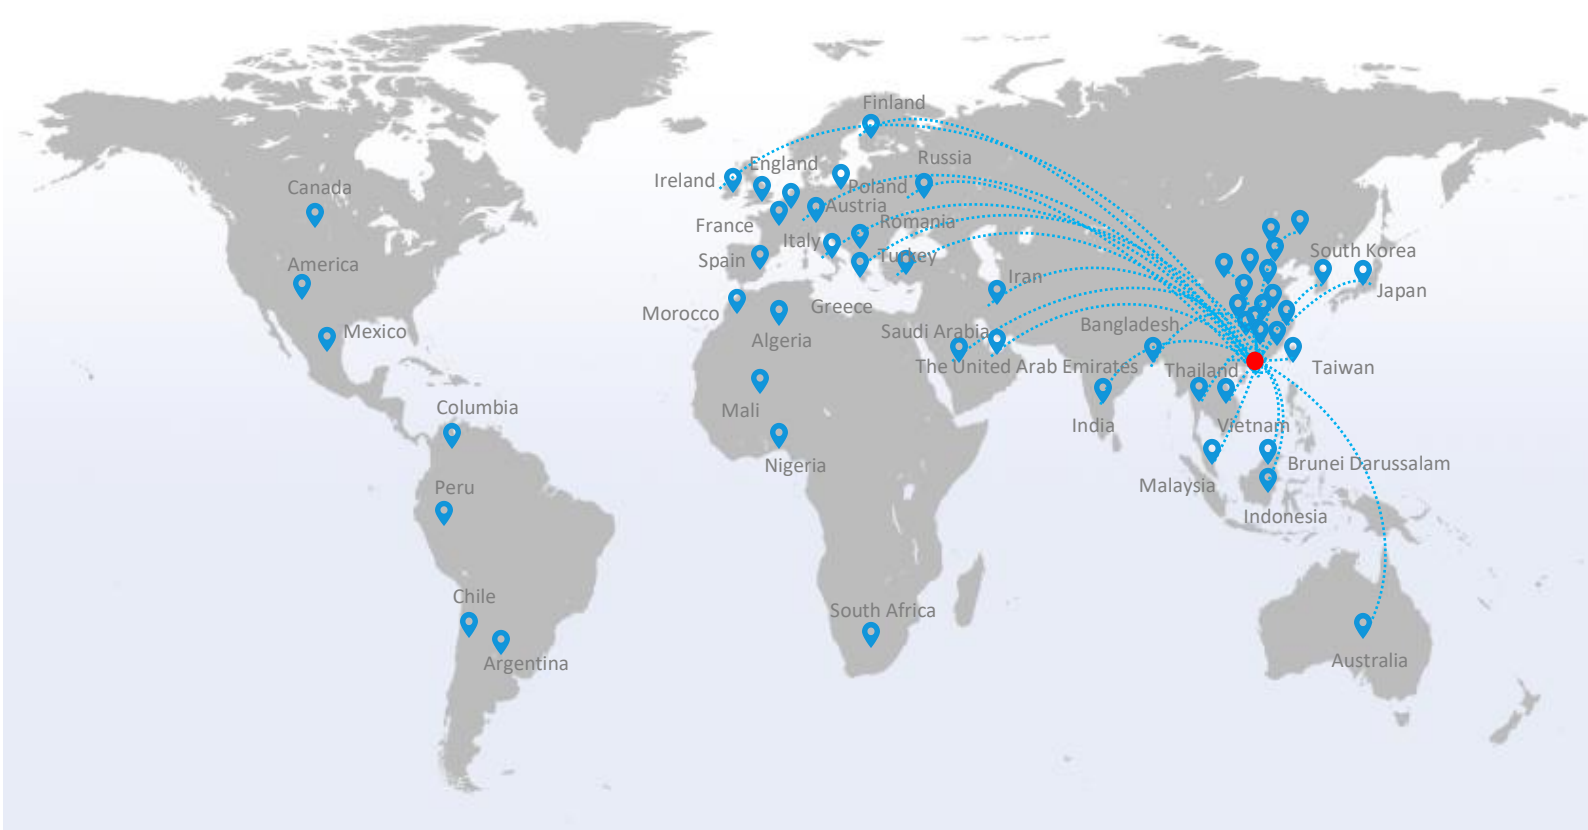 Finland
England
Russia
Ireland
Poland
Canada
Austria
France
Romania
Italy
South Korea
Spain
Turkey
America
Iran
Japan
Morocco
Greece
Mexico
Algeria
Saudi Arabia
Bangladesh
The United Arab Emirates
Thailand
Taiwan
Columbia
Mali
India
Vietnam
Nigeria
Brunei Darussalam
Peru
Malaysia
Indonesia
Chile
South Africa
Argentina
Australia